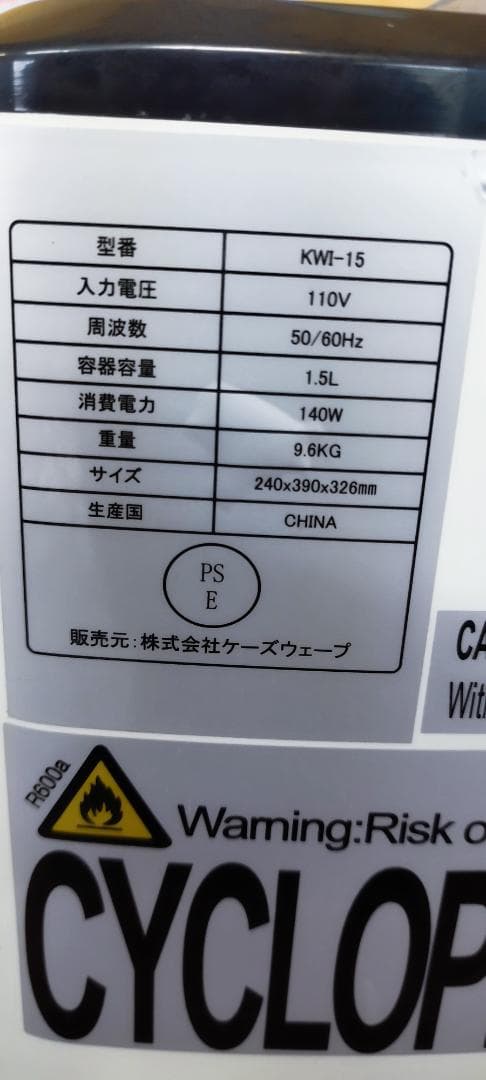 型番 KWI-15
入力電圧 110V
周波数 50/60Hz
容器容量 1.5L
消費電力 140W
重量 9.6KG
サイズ 240x390x326mm
生産国 CHINA
PS
E
販売元:株式会社ケーズウェーブ
CA
With
R600a
Warning:Risk o
CYCLOP